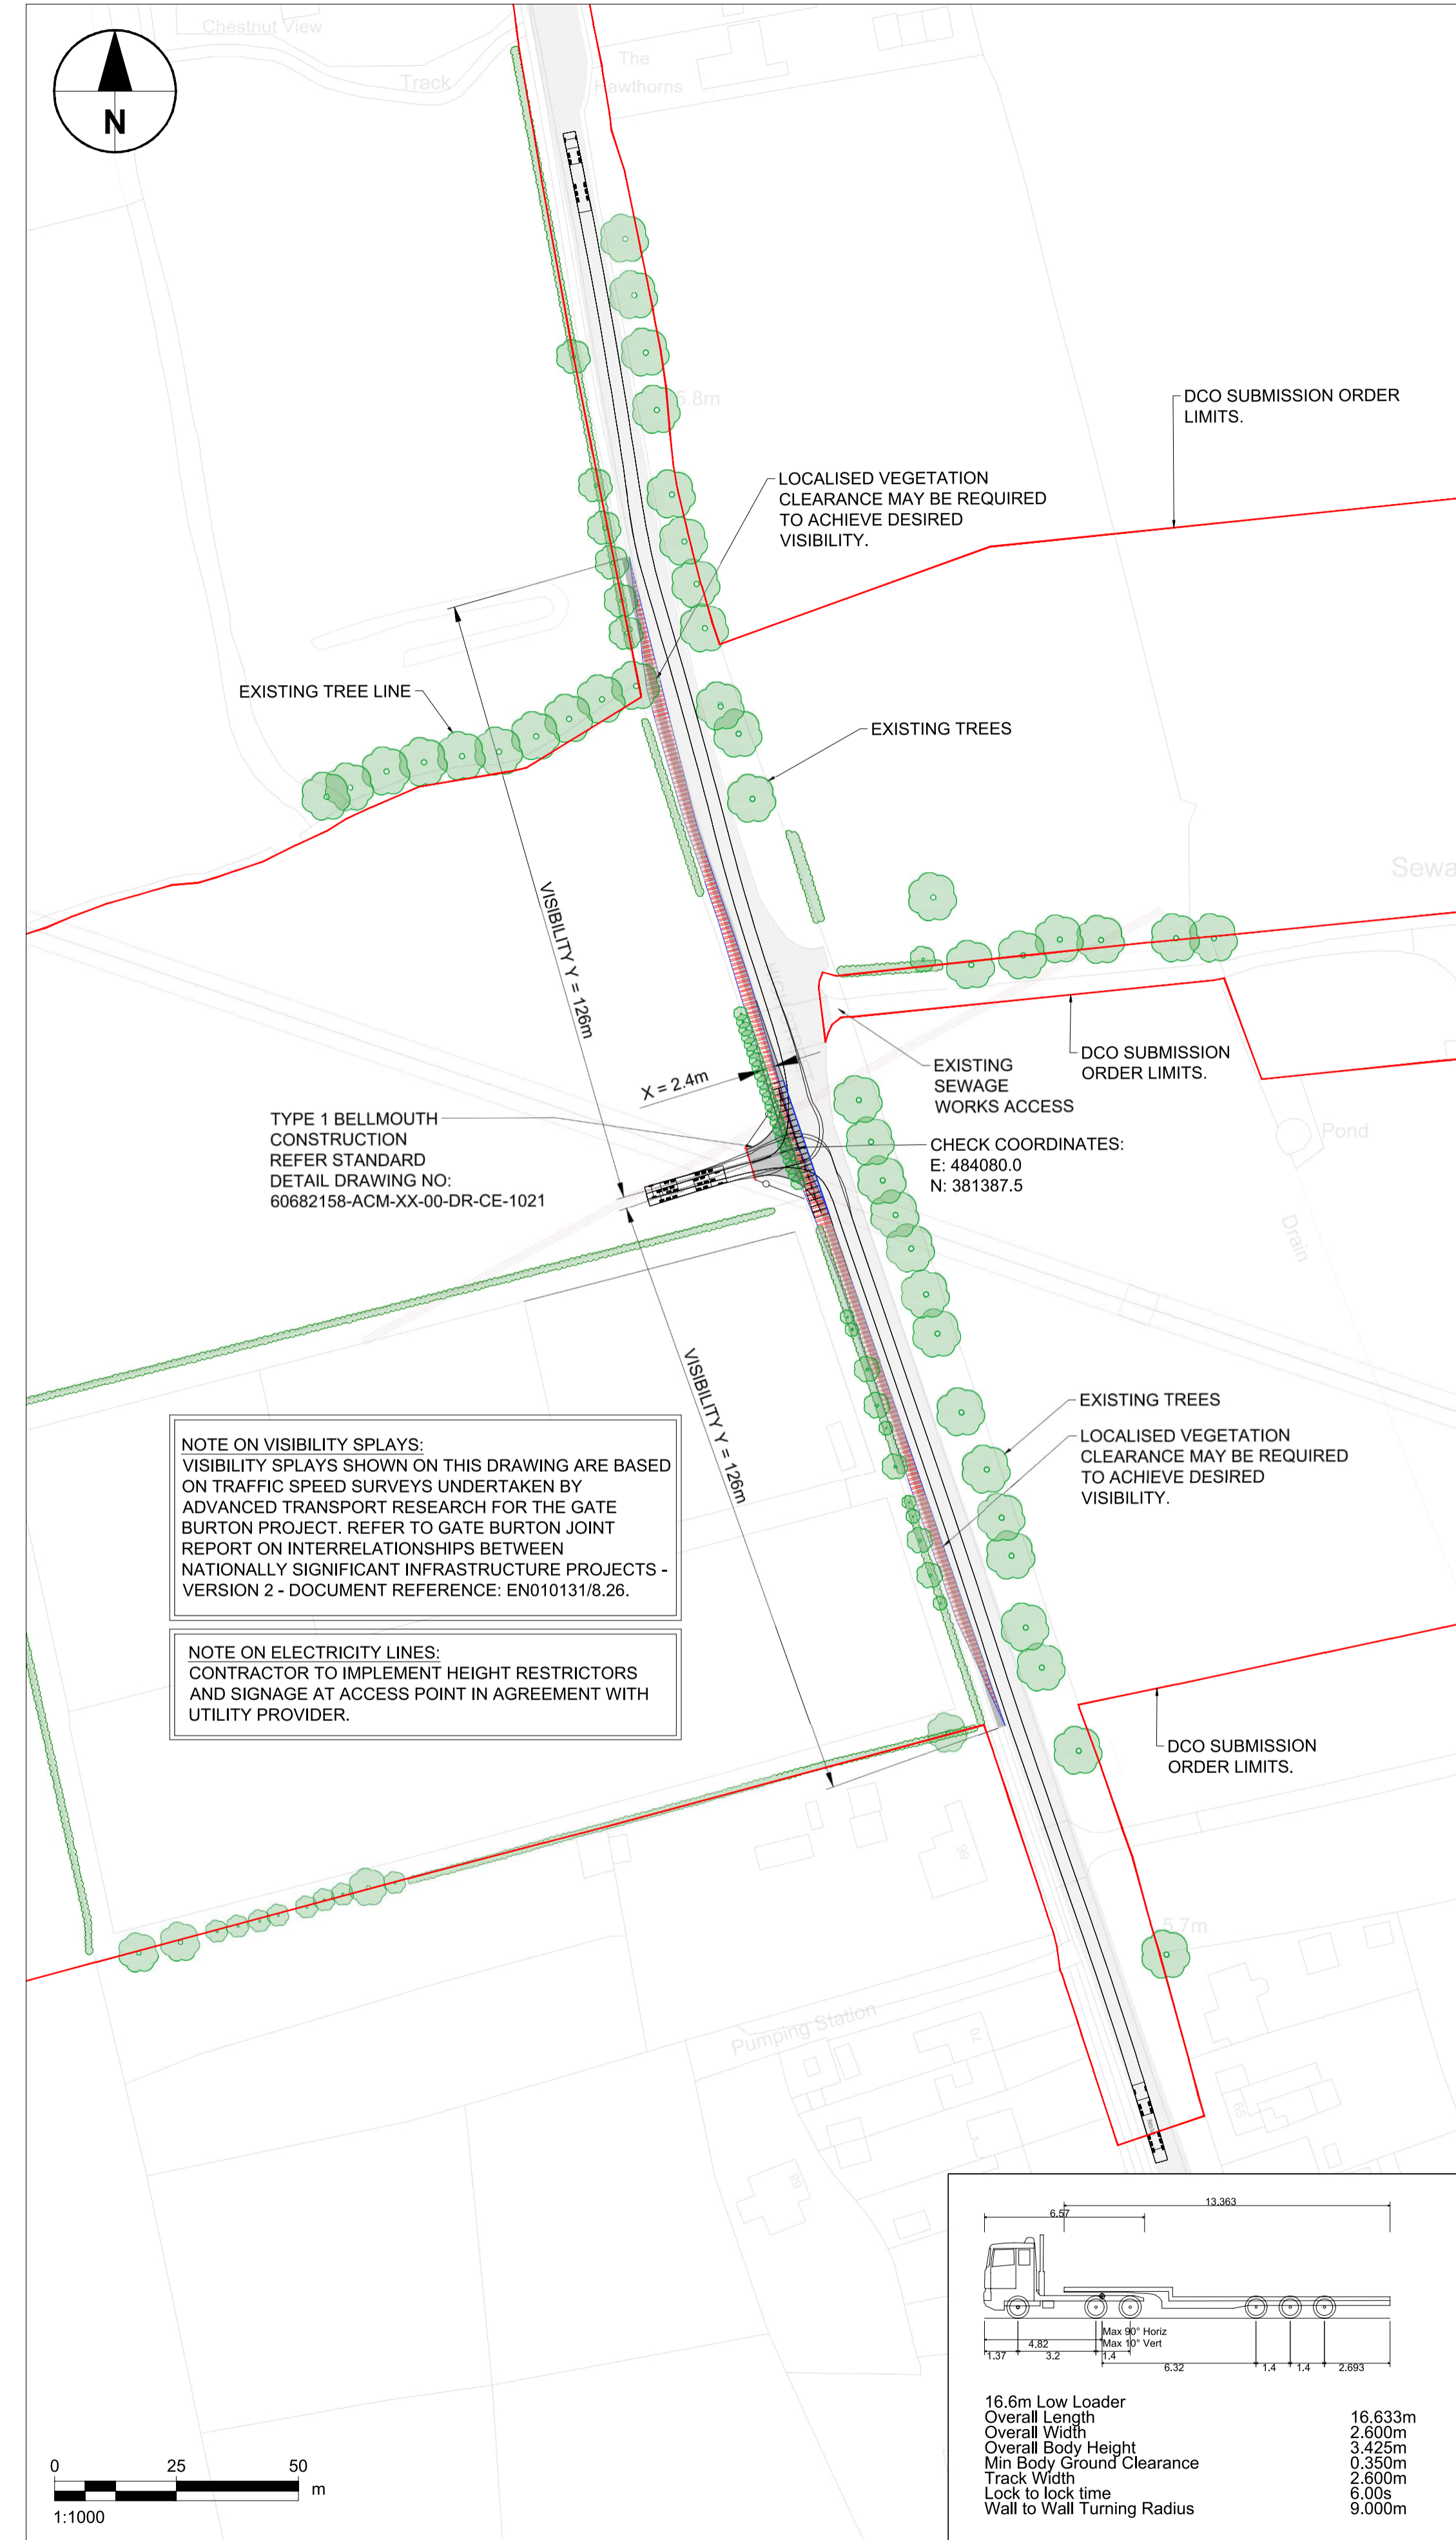 Chestnut View
Track
The
Hawthorns
N
5.8m
DCO SUBMISSION ORDER
LIMITS.
LOCALISED VEGETATION
CLEARANCE MAY BE REQUIRED
TO ACHIEVE DESIRED
VISIBILITY.
EXISTING TREE LINE
EXISTING TREES
Sewa
VISIBILITY Y = 126m
X = 2.4m
EXISTING
SEWAGE
WORKS ACCESS
DCO SUBMISSION
ORDER LIMITS.
TYPE 1 BELLMOUTH
CONSTRUCTION
REFER STANDARD
DETAIL DRAWING NO:
60682158-ACM-XX-00-DR-CE-1021
CHECK COORDINATES:
E: 484080.0
N: 381387.5
Pond
Drain
VISIBILITY Y = 126m
EXISTING TREES
LOCALISED VEGETATION
CLEARANCE MAY BE REQUIRED
TO ACHIEVE DESIRED
VISIBILITY.
NOTE ON VISIBILITY SPLAYS:
VISIBILITY SPLAYS SHOWN ON THIS DRAWING ARE BASED
ON TRAFFIC SPEED SURVEYS UNDERTAKEN BY
ADVANCED TRANSPORT RESEARCH FOR THE GATE
BURTON PROJECT. REFER TO GATE BURTON JOINT
REPORT ON INTERRELATIONSHIPS BETWEEN
NATIONALLY SIGNIFICANT INFRASTRUCTURE PROJECTS -
VERSION 2 - DOCUMENT REFERENCE: EN010131/8.26.
NOTE ON ELECTRICITY LINES:
CONTRACTOR TO IMPLEMENT HEIGHT RESTRICTORS
AND SIGNAGE AT ACCESS POINT IN AGREEMENT WITH
UTILITY PROVIDER.
DCO SUBMISSION
ORDER LIMITS.
5.7m
Pumping Station
70
13.363
6.57
Max 90° Horiz
Max 10° Vert
4.82
1.37
3.2
1.4
6.32
1.4
1.4
2.693
16.6m Low Loader
Overall Length 16.633m
Overall Width 2.600m
Overall Body Height 3.425m
Min Body Ground Clearance 0.350m
Track Width 2.600m
Lock to lock time 6.00s
Wall to Wall Turning Radius 9.000m
0 25 50
m
1:1000